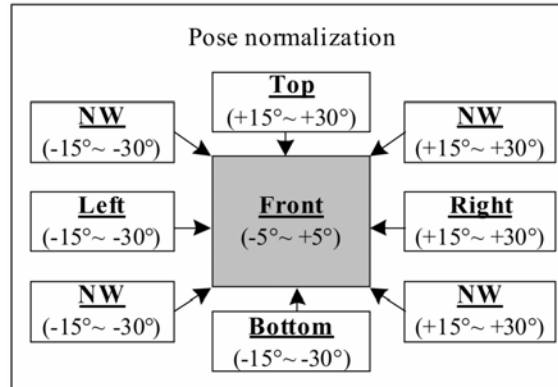 Pose normalization
Top
(+15°~ +30°)
NW
(-15°~ -30°)
NW
(+15°~ +30°)
Left
(-15°~ -30°)
Front
(-5°~ +5°)
Right
(+15°~ +30°)
NW
(-15°~ -30°)
NW
(+15°~ +30°)
Bottom
(-15°~ -30°)